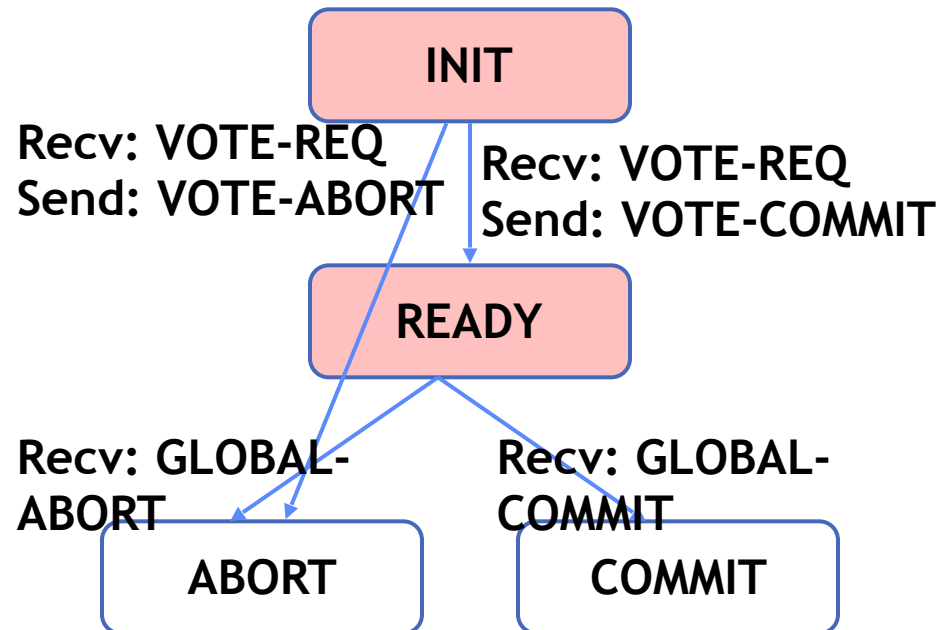 INIT
Recv: VOTE-REQ
Send: VOTE-ABORT
Recv: VOTE-REQ
Send: VOTE-COMMIT
READY
Recv: GLOBAL-
ABORT
Recv: GLOBAL-
COMMIT
ABORT
COMMIT